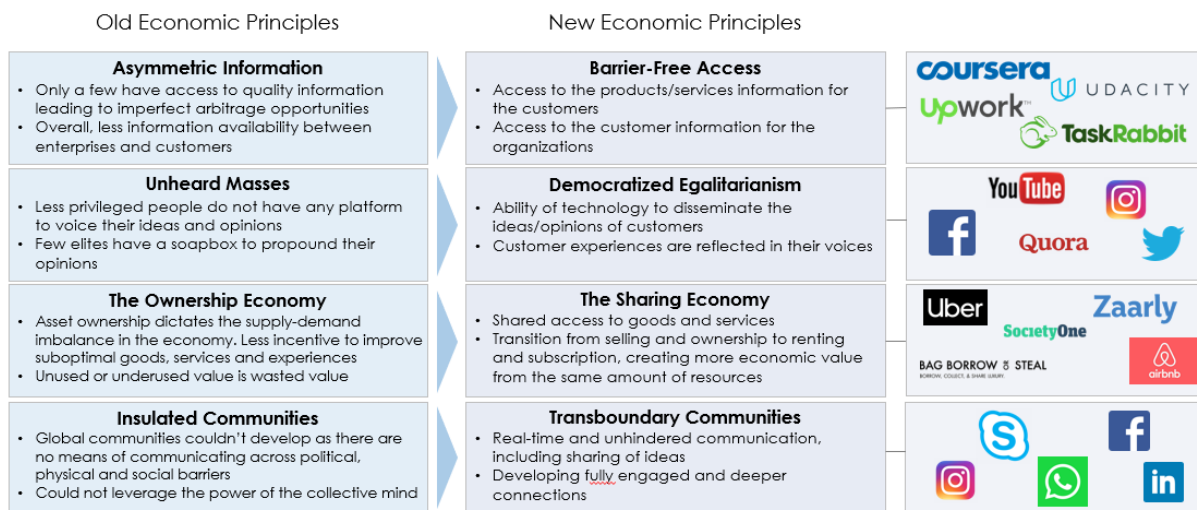 Old Economic Principles
New Economic Principles
Asymmetric Information
• Only a few have access to quality information
leading to imperfect arbitrage opportunities
• Overall, less information availability between
enterprises and customers
Barrier-Free Access
• Access to the products/services information for
the customers
• Access to the customer information for the
organizations
coursera
UDACITY
Upwork™
TaskRabbit
Unheard Masses
• Less privileged people do not have any platform
to voice their ideas and opinions
• Few elites have a soapbox to propound their
opinions
Democratized Egalitarianism
• Ability of technology to disseminate the
ideas/opinions of customers
• Customer experiences are reflected in their voices
YouTube
f
Quora
The Ownership Economy
• Asset ownership dictates the supply-demand
imbalance in the economy. Less incentive to improve
suboptimal goods, services and experiences
• Unused or underused value is wasted value
The Sharing Economy
• Shared access to goods and services
• Transition from selling and ownership to renting
and subscription, creating more economic value
from the same amount of resources
Uber
Zaarly
SocietyOne
BAG BORROW OR STEAL
BORROW, COLLECT, & SHARE LUXURY.
airbnb
Insulated Communities
• Global communities couldn't develop as there are
no means of communicating across political,
physical and social barriers
• Could not leverage the power of the collective mind
Transboundary Communities
• Real-time and unhindered communication,
including sharing of ideas
• Developing fully engaged and deeper
connections
S
f
in